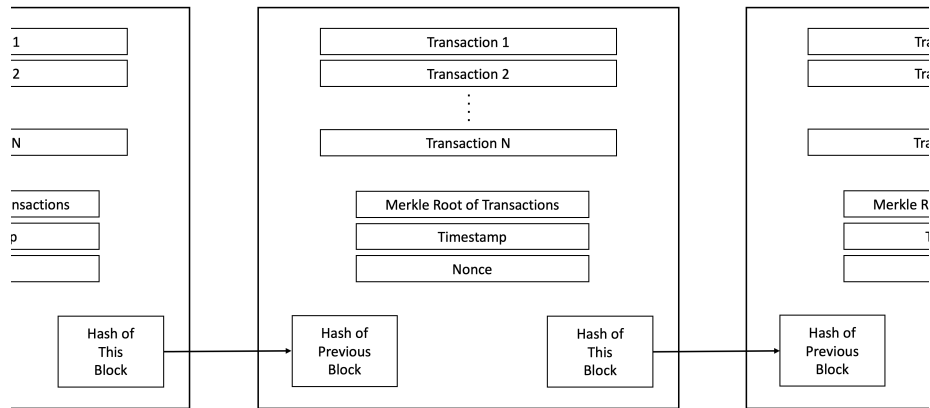 1
2
N
nsactions
p
Hash of
This
Block
Transaction 1
Transaction 2
Transaction N
Merkle Root of Transactions
Timestamp
Nonce
Hash of
Previous
Block
Hash of
This
Block
Tra
Tra
Tra
Merkle R
T
Hash of
Previous
Block